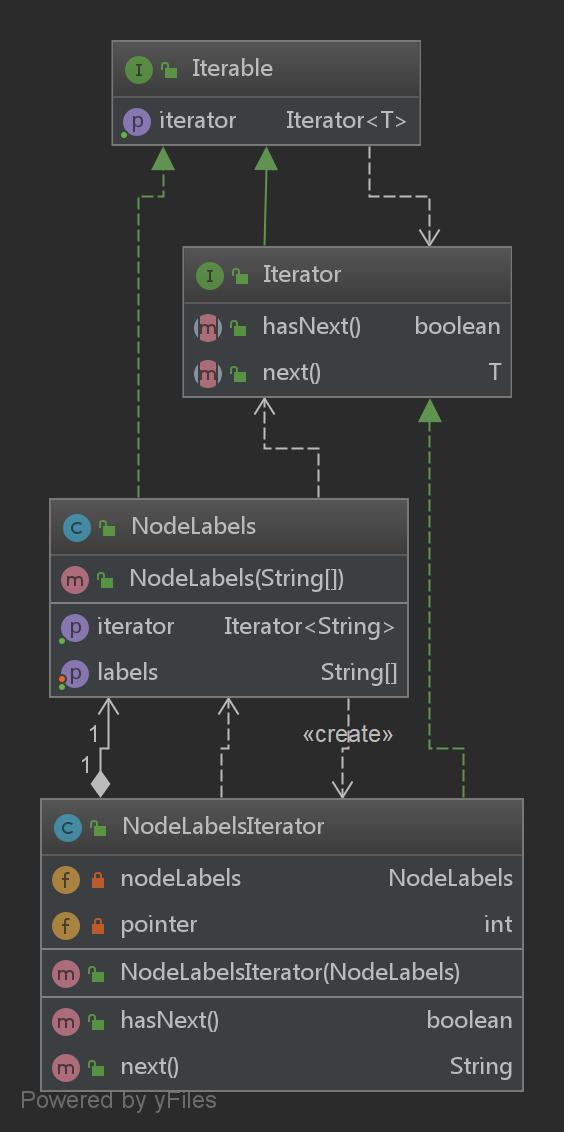 I Iterable
p iterator Iterator<T>
I Iterator
m hasNext() boolean
m next() T
C NodeLabels
m NodeLabels(String[])
p iterator Iterator<String>
p labels String[]
1
«create»
1
C NodeLabelsIterator
f nodeLabels NodeLabels
f pointer int
m NodeLabelsIterator(NodeLabels)
m hasNext() boolean
m next() String
Powered by yFiles